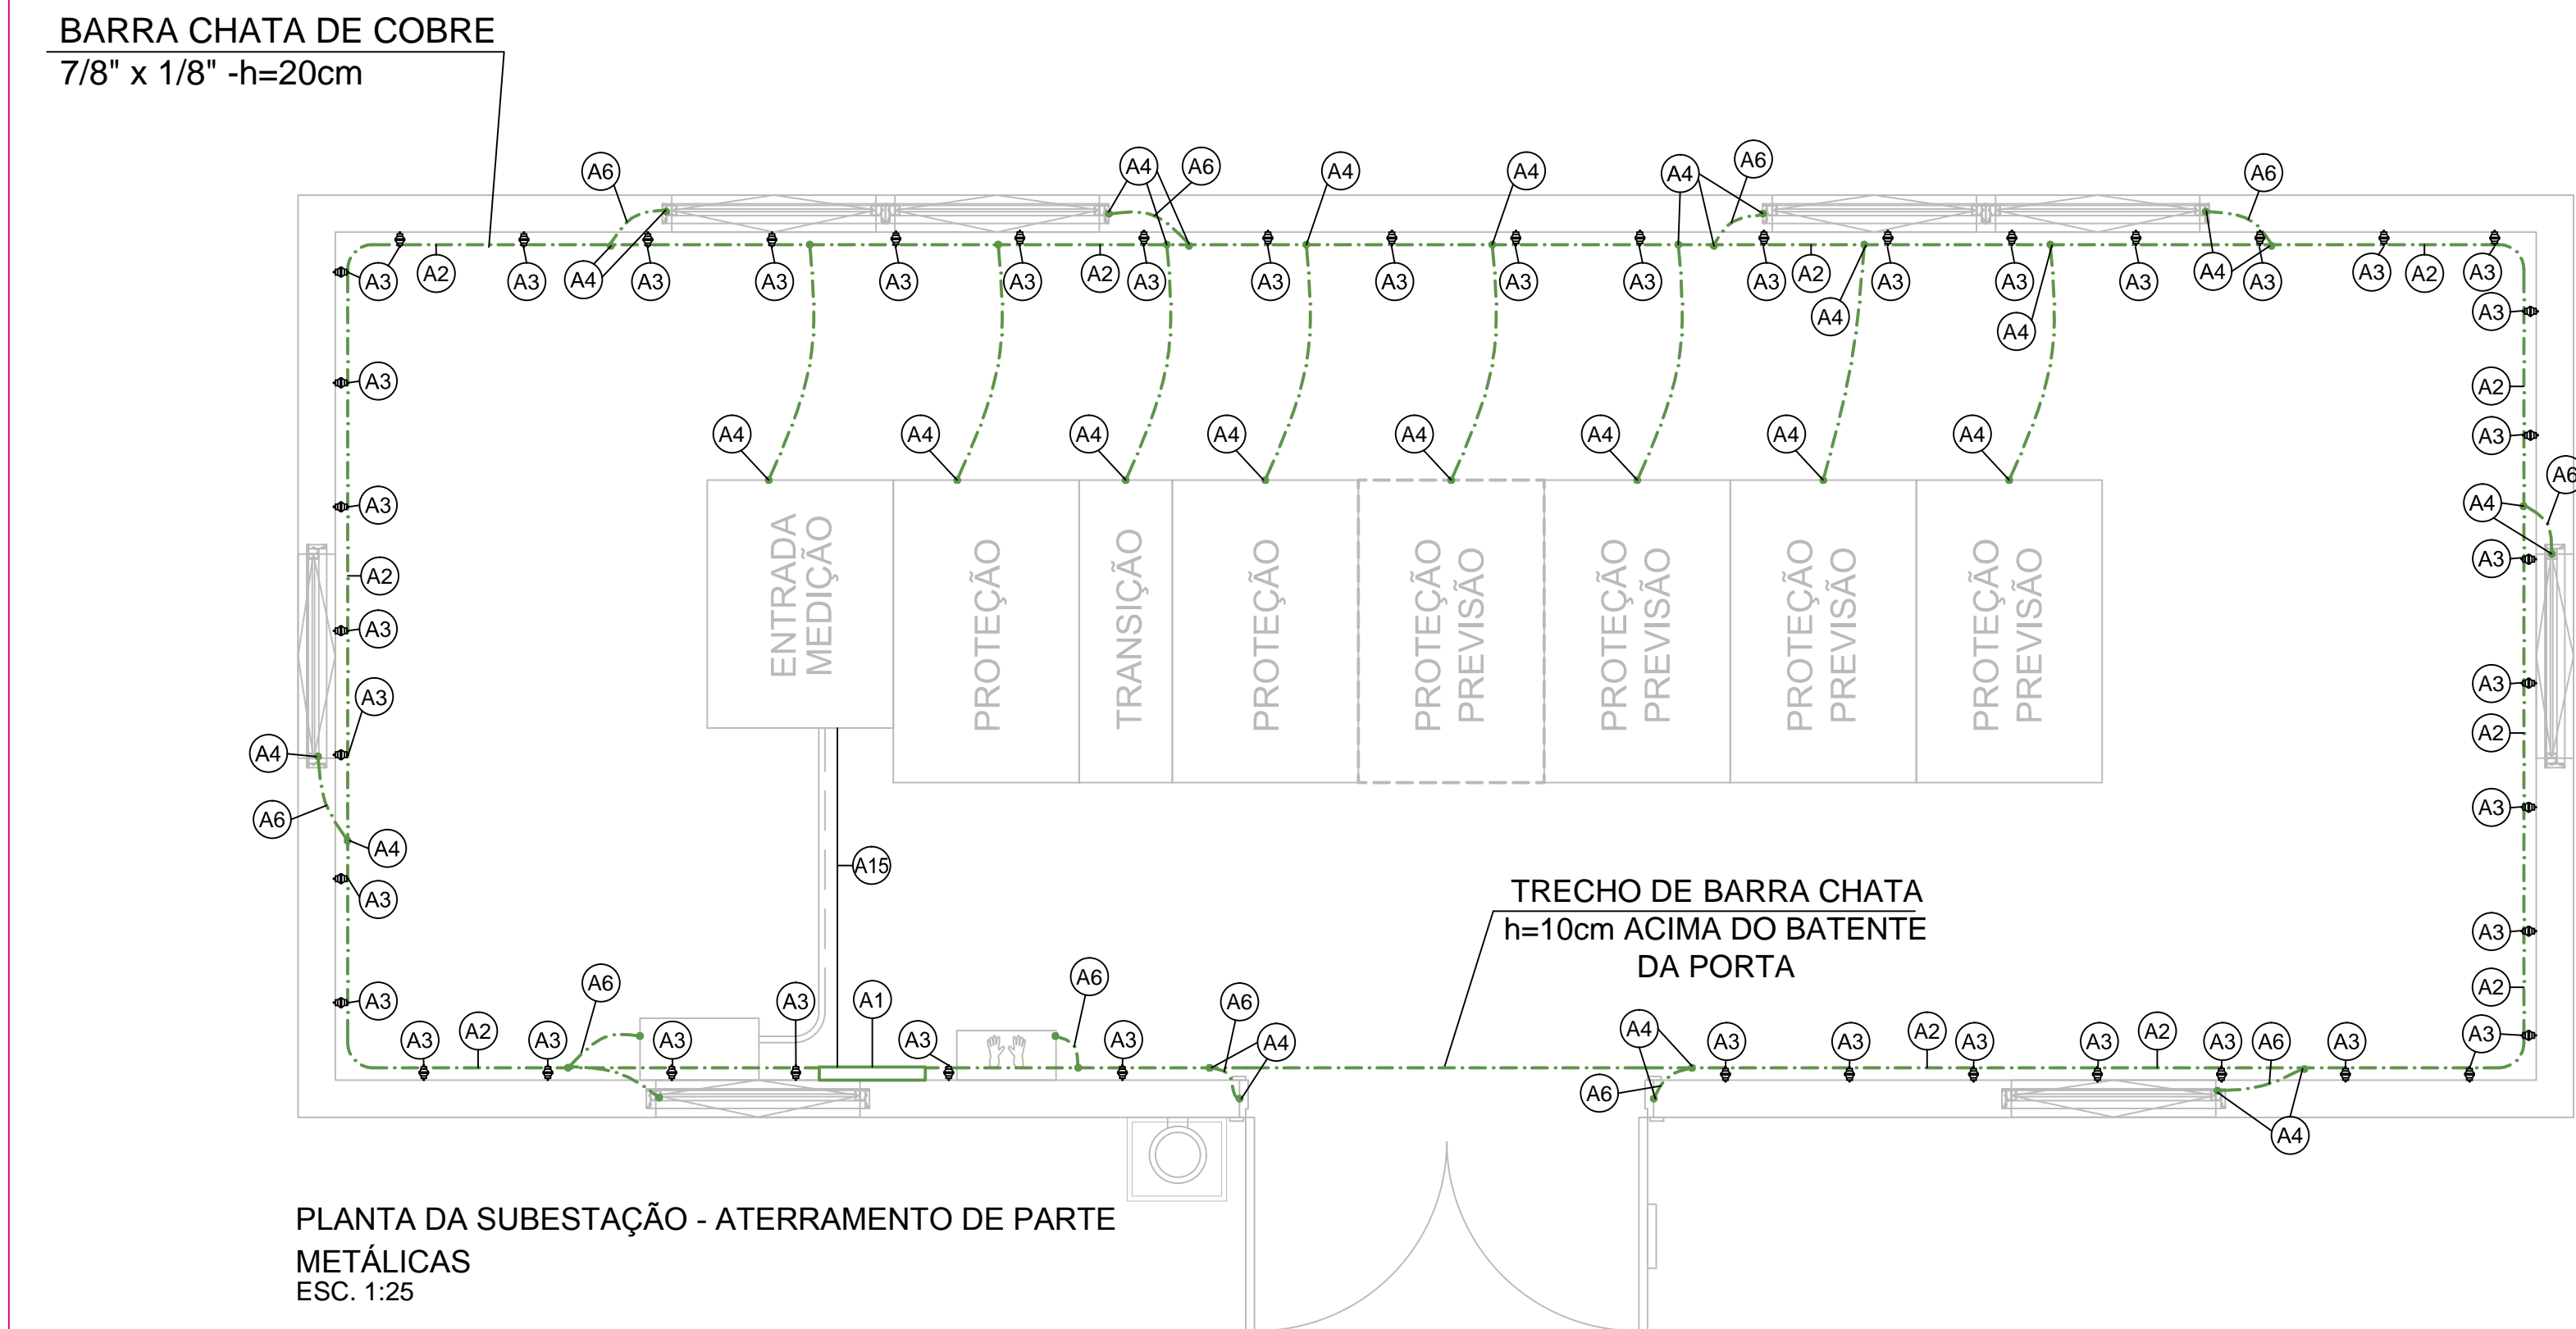 BARRA CHATA DE COBRE
7/8" x 1/8" -h=20cm
A6
A4
A6
A4
A4
A4
A6
A6
A3
A2
A3
A4
A3
A3
A3
A3
A2
A3
A3
A3
A3
A3
A3
A2
A4
A3
A3
A4
A3
A4
A3
A3
A2
A3
A3
A2
A3
A3
A4
A4
A4
A4
A4
A4
A4
A4
A6
A3
A4
A3
A2
A3
A3
A4
A6
A4
A3
A3
A3
A2
A3
A3
A2
ENTRADA
MEDIÇÃO
PROTEÇÃO
TRANSIÇÃO
PROTEÇÃO
PROTEÇÃO
PREVISÃO
PROTEÇÃO
PREVISÃO
PROTEÇÃO
PREVISÃO
PROTEÇÃO
PREVISÃO
A15
TRECHO DE BARRA CHATA
h=10cm ACIMA DO BATENTE
DA PORTA
A3
A2
A3
A6
A3
A3
A1
A3
A6
A3
A6
A4
A4
A6
A3
A3
A2
A3
A3
A2
A3
A6
A3
A3
A4
PLANTA DA SUBESTAÇÃO - ATERRAMENTO DE PARTE
METÁLICAS
ESC. 1:25